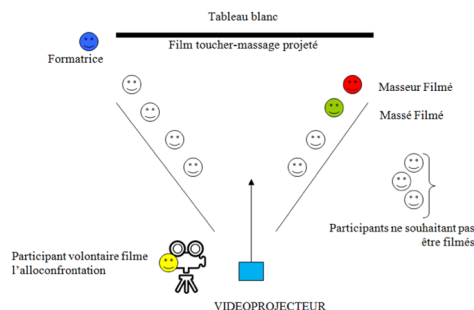 Tableau blanc
Film toucher-massage projeté
Formatrice
Masseur Filmé
Massé Filmé
Participants ne souhaitant pas
être filmés
Participant volontaire filme
l'alloconfrontation
VIDEOPROJECTEUR